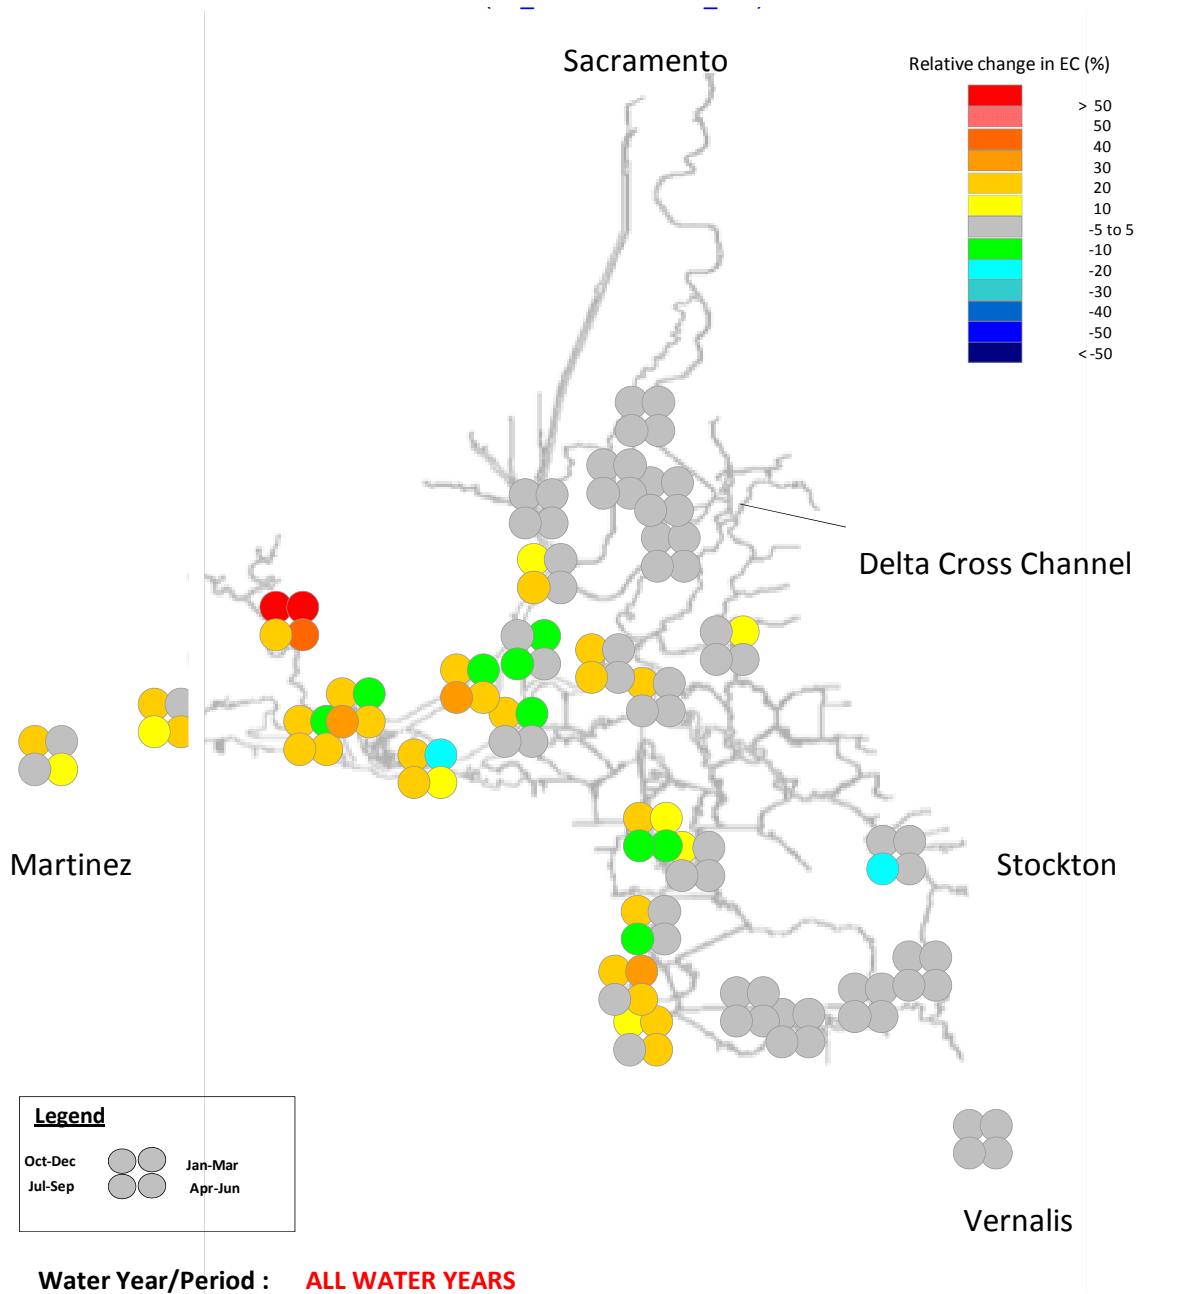 Sacramento
Relative change in EC (%)
> 50
50
40
30
20
10
-5 to 5
-10
-20
-30
-40
-50
< -50
Delta Cross Channel
Stockton
Martinez
Legend
Oct-Dec
Jan-Mar
Jul-Sep
Apr-Jun
Vernalis
Water Year/Period : ALL WATER YEARS